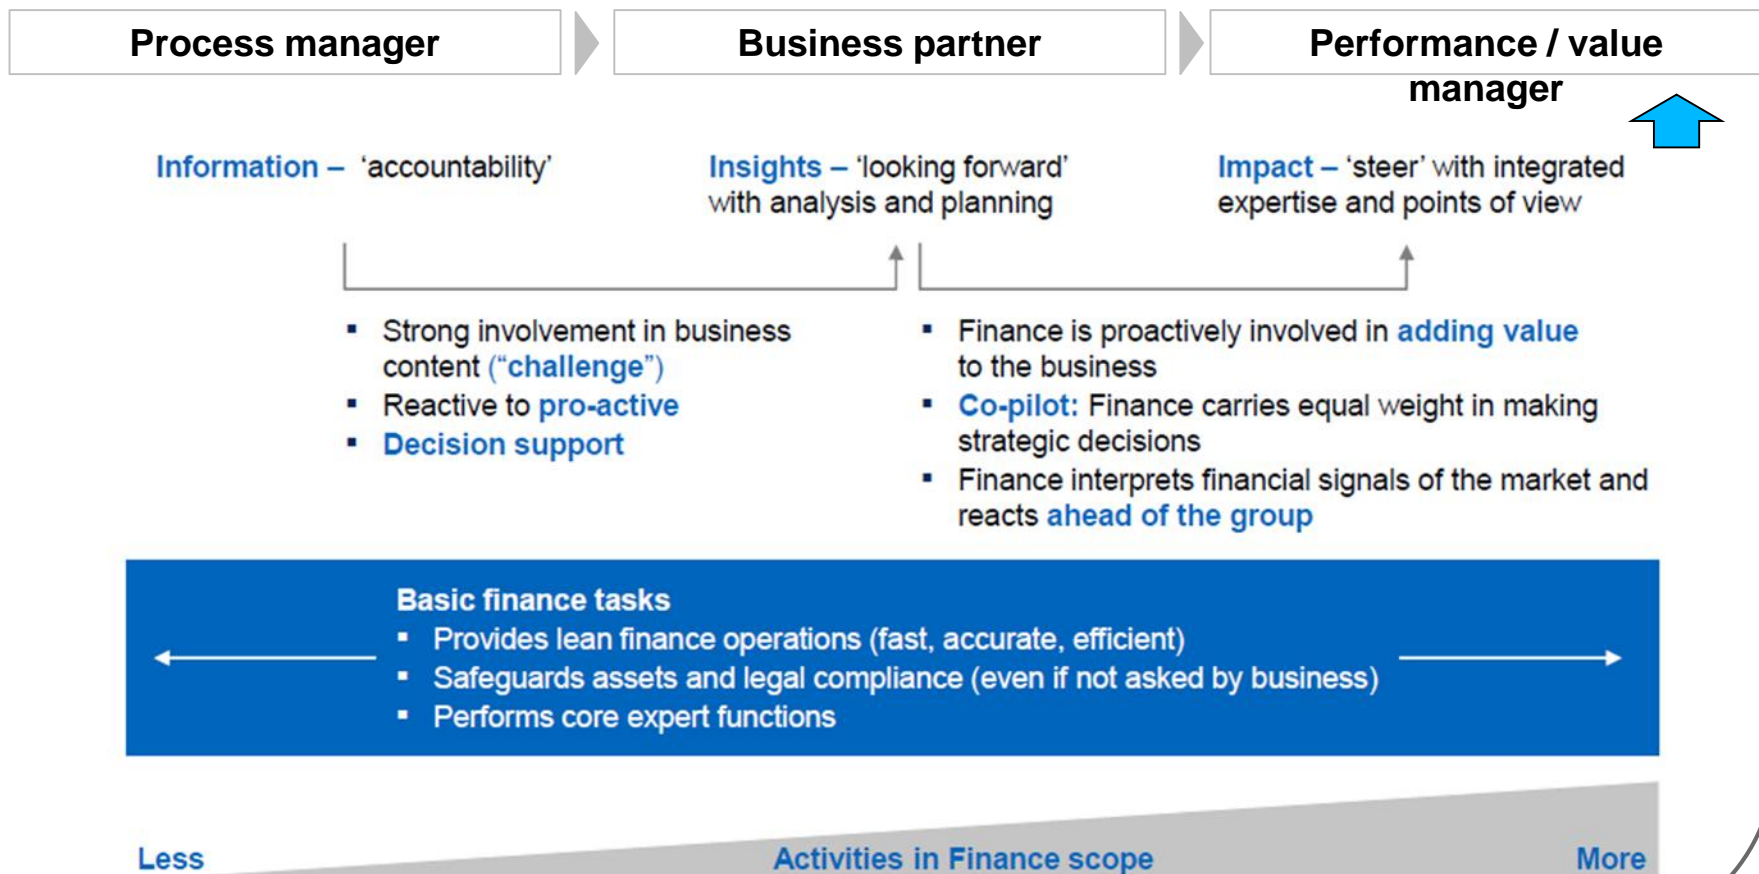 Process manager
Business partner
Performance / value
manager
Information – ‘accountability’
Insights – ‘looking forward’
with analysis and planning
Impact – ‘steer’ with integrated
expertise and points of view
▪ Strong involvement in business
content (“challenge”)
▪ Reactive to pro-active
▪ Decision support
▪ Finance is proactively involved in adding value
to the business
▪ Co-pilot: Finance carries equal weight in making
strategic decisions
▪ Finance interprets financial signals of the market and
reacts ahead of the group
Basic finance tasks
▪ Provides lean finance operations (fast, accurate, efficient)
▪ Safeguards assets and legal compliance (even if not asked by business)
▪ Performs core expert functions
Less
Activities in Finance scope
More